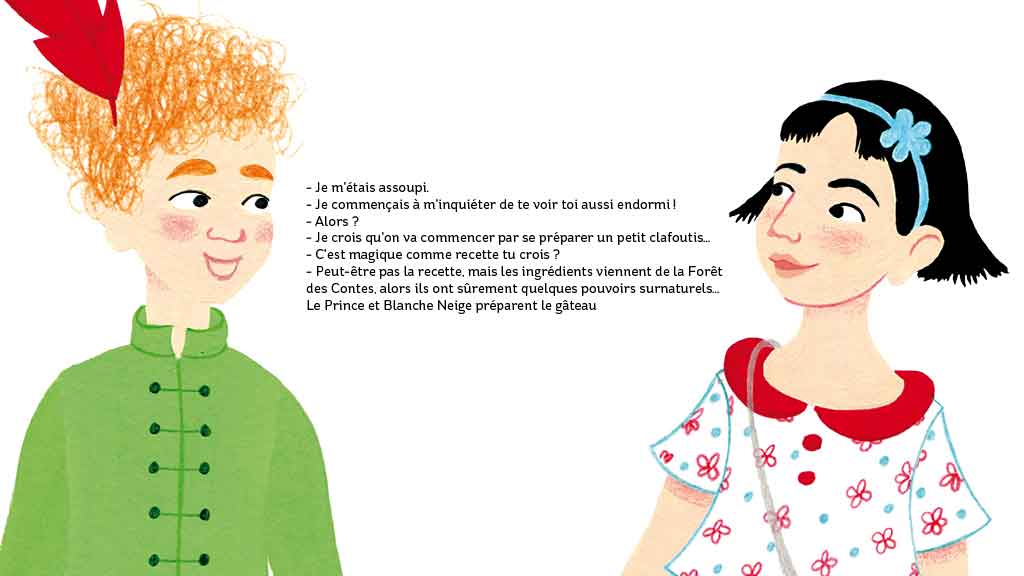 - Je m'étais assoupi.
- Je commençais à m'inquiéter de te voir toi aussi endormi !
- Alors ?
- Je crois qu'on va commencer par se préparer un petit clafoutis...
- C'est magique comme recette tu crois ?
- Peut-être pas la recette, mais les ingrédients viennent de la Forêt
des Contes, alors ils ont sûrement quelques pouvoirs surnaturels...
Le Prince et Blanche Neige préparent le gâteau